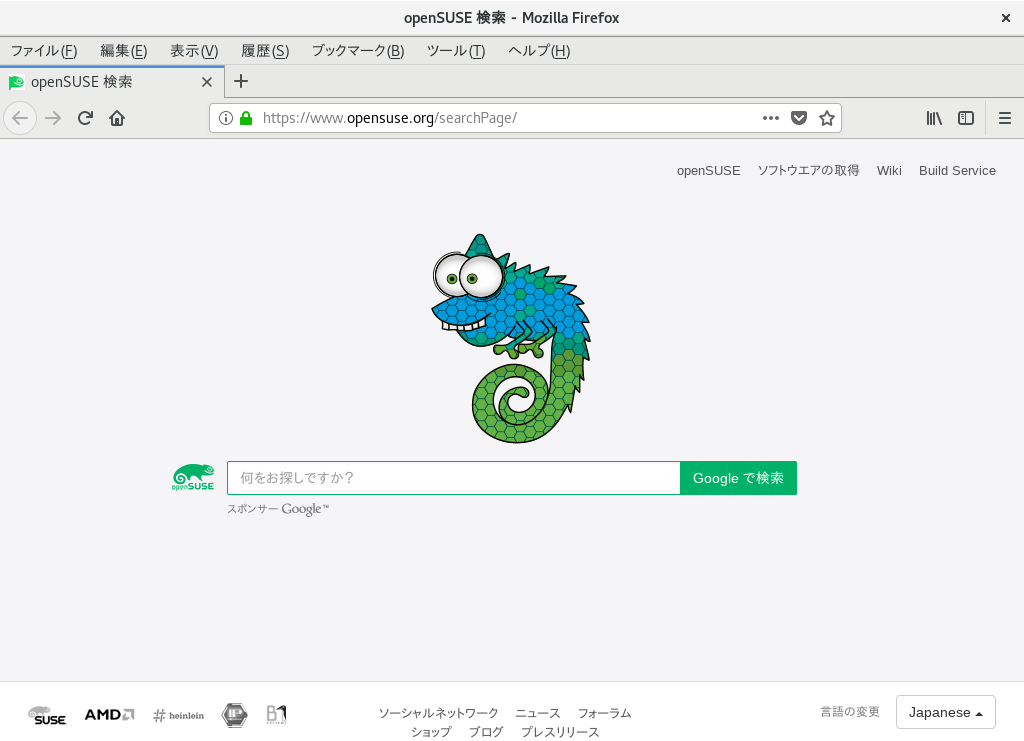 openSUSE 検索 - Mozilla Firefox
ファイル(F) 編集(E) 表示(V) 履歴(S) ブックマーク(B) ツール(T) ヘルプ(H)
openSUSE 検索
https://www.opensuse.org/searchPage/
openSUSE ソフトウエアの取得 Wiki Build Service
openSUSE 何をお探しですか？ Google で検索
スポンサー Google™
SUSE AMD # heinlein IP B1
ソーシャルネットワーク ニュース フォーラム
ショップ ブログ プレスリリース
言語の変更 Japanese